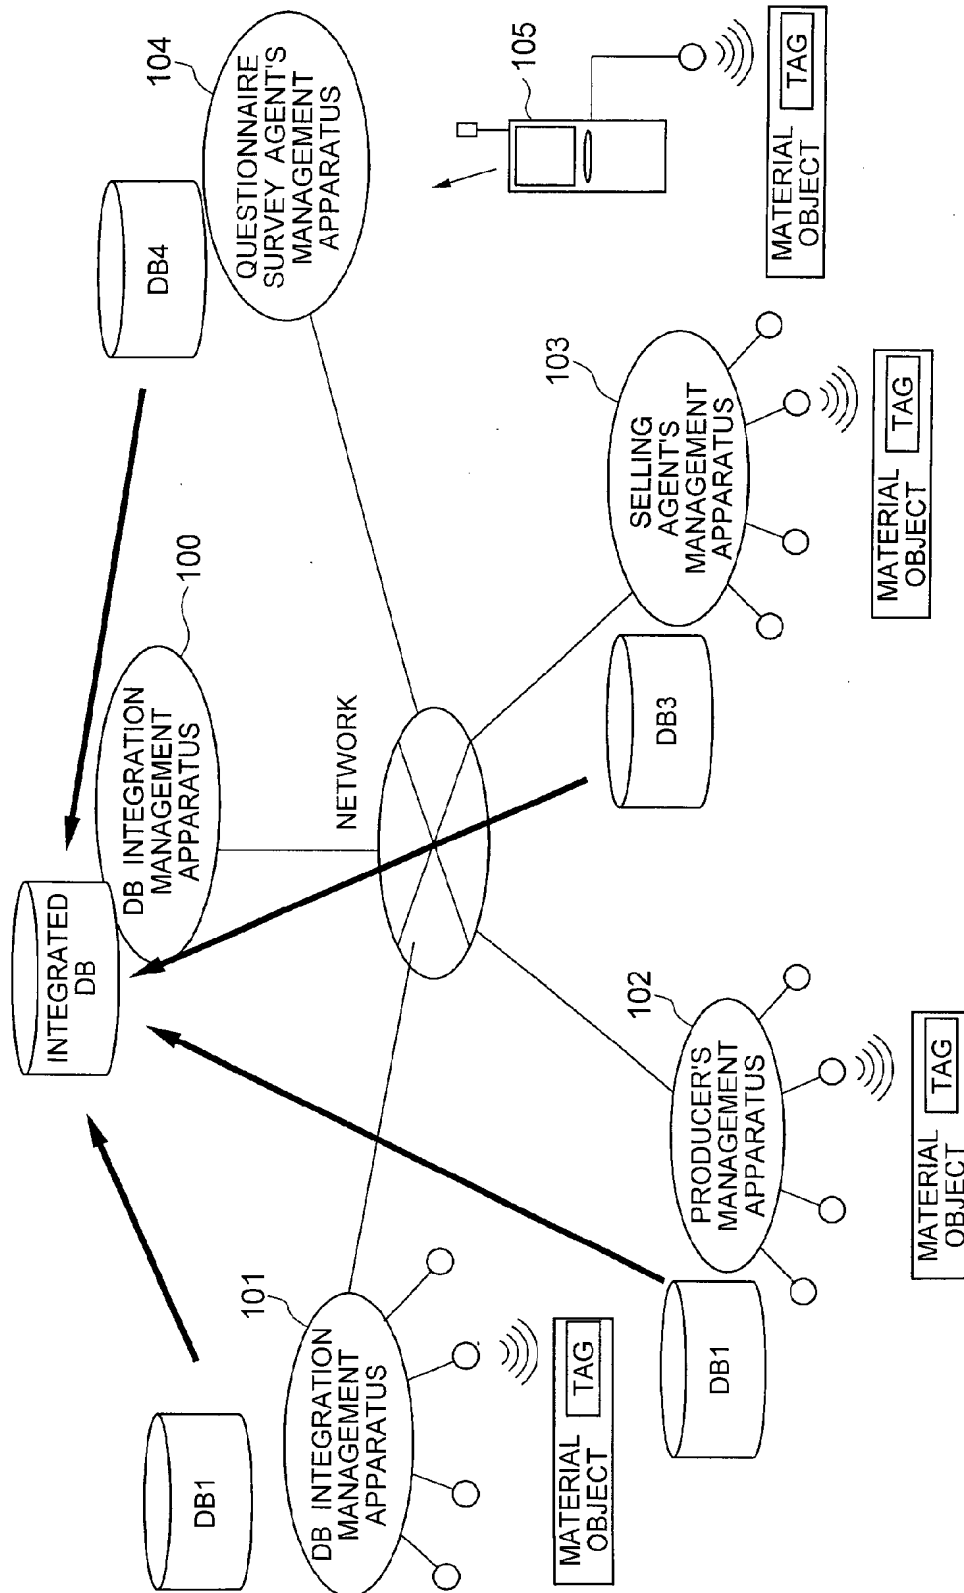 INTEGRATED
DB
DB INTEGRATION
MANAGEMENT
APPARATUS
100
DB4
QUESTIONNAIRE
SURVEY AGENT'S
MANAGEMENT
APPARATUS
104
105
MATERIAL
OBJECT
TAG
NETWORK
DB1
DB INTEGRATION
MANAGEMENT
APPARATUS
101
MATERIAL
OBJECT
TAG
DB1
PRODUCER'S
MANAGEMENT
APPARATUS
102
MATERIAL
OBJECT
TAG
DB3
SELLING
AGENT'S
MANAGEMENT
APPARATUS
103
MATERIAL
OBJECT
TAG